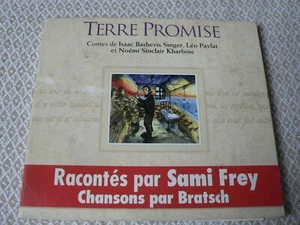 TERRE PROMISE
Contes de Isaac Bashevis Singer, Léo Pavlat
et Noémi Sinclair Kharbine
Racontés par Sami Frey
Chansons par Bratsch